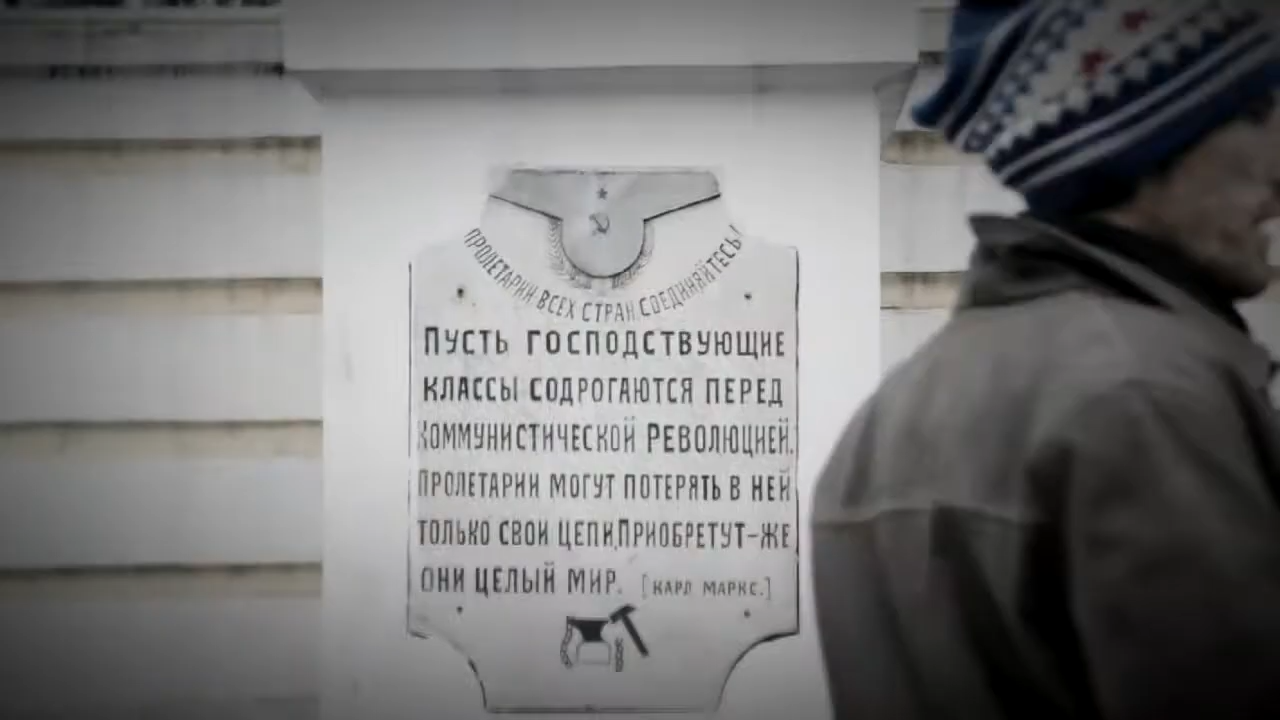 ПРОЛЕТАРИИ ВСЕХ СТРАН, СОЕДИНЯЙТЕСЬ!
ПУСТЬ ГОСПОДСТВУЮЩИЕ
КЛАССЫ СОДРОГАЮТСЯ ПЕРЕД
КОММУНИСТИЧЕСКОЙ РЕВОЛЮЦИЕЙ.
ПРОЛЕТАРИИ МОГУТ ПОТЕРЯТЬ В НЕЙ
ТОЛЬКО СВОИ ЦЕПИ, ПРИОБРЕТУТ-ЖЕ
ОНИ ЦЕЛЫЙ МИР. [КАРЛ МАРКС.]